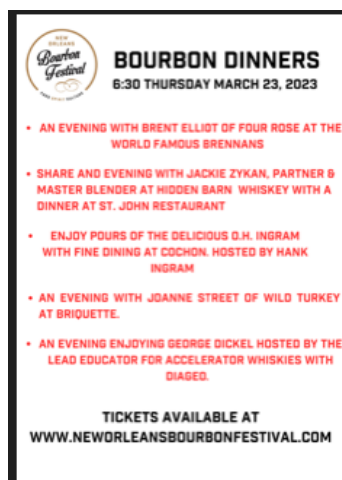 NEW ORLEANS
Bourbon Festival
BOURBON DINNERS
6:30 THURSDAY MARCH 23, 2023
• AN EVENING WITH BRENT ELLIOT OF FOUR ROSE AT THE
WORLD FAMOUS BRENNANS
• SHARE AND EVENING WITH JACKIE ZYKAN, PARTNER &
MASTER BLENDER AT HIDDEN BARN WHISKEY WITH A
DINNER AT ST. JOHN RESTAURANT
• ENJOY POURS OF THE DELICIOUS O.H. INGRAM
WITH FINE DINING AT COCHON. HOSTED BY HANK
INGRAM
• AN EVENING WITH JOANNE STREET OF WILD TURKEY
AT BRIQUETTE.
• AN EVENING ENJOYING GEORGE DICKEL HOSTED BY THE
LEAD EDUCATOR FOR ACCELERATOR WHISKIES WITH
DIAGEO.
TICKETS AVAILABLE AT
WWW.NEWORLEANSBOURBONFESTIVAL.COM